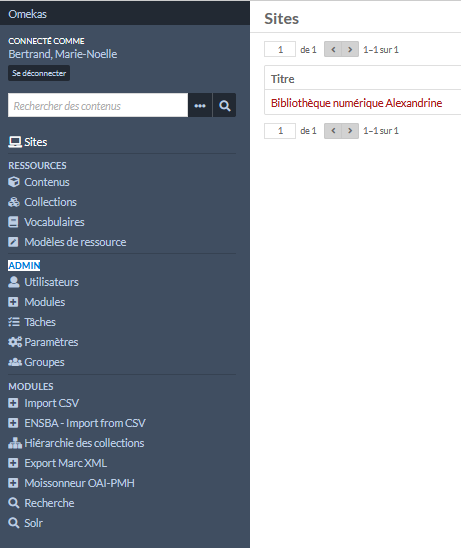 Omekas
CONNECTÉ COMME
Bertrand, Marie-Noelle
Se déconnecter
Rechercher des contenus
Sites
RESSOURCES
Contenus
Collections
Vocabulaires
Modèles de ressource
ADMIN
Utilisateurs
Modules
Tâches
Paramètres
Groupes
MODULES
Import CSV
ENSBA - Import from CSV
Hiérarchie des collections
Export Marc XML
Moissonneur OAI-PMH
Recherche
Solr
Sites
1 de 1 1–1 sur 1
Titre
Bibliothèque numérique Alexandrine
1 de 1 1–1 sur 1